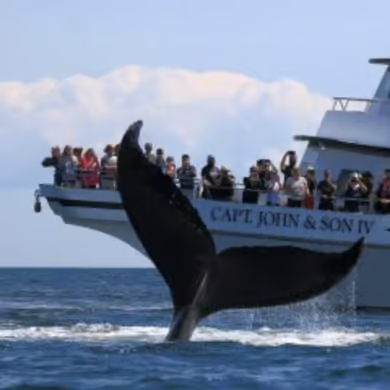 CAPT. JOHN & SON IV